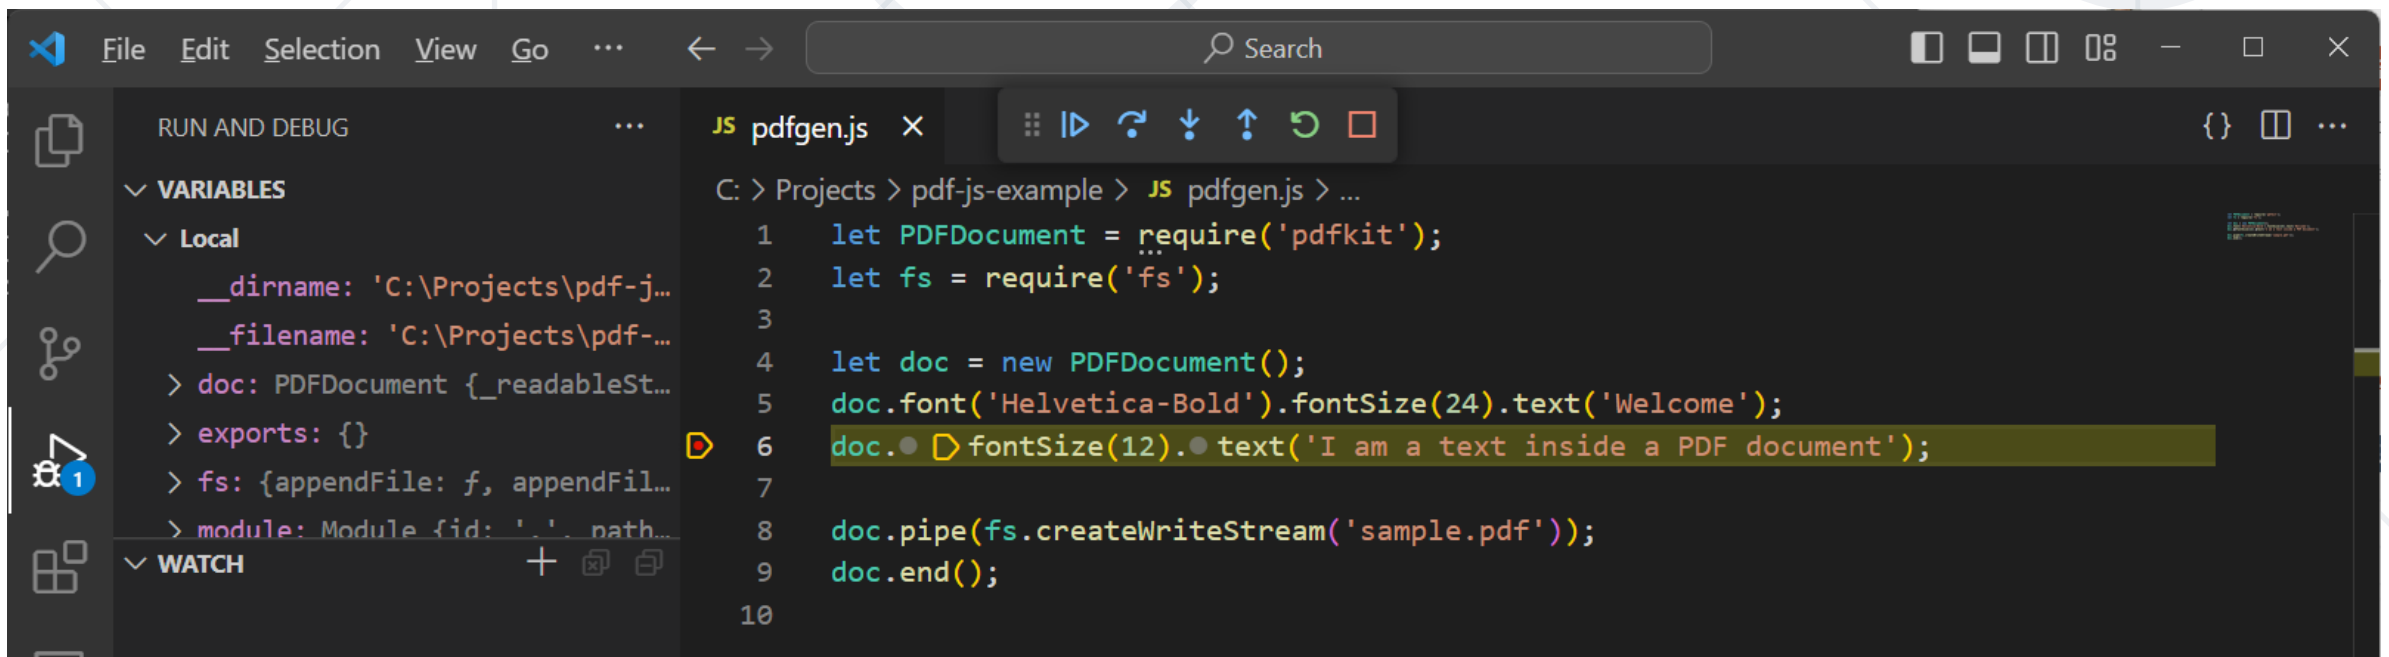 File Edit Selection View Go ··· Search
RUN AND DEBUG ···
VARIABLES
Local
__dirname: 'C:\Projects\pdf-j…
__filename: 'C:\Projects\pdf-…
doc: PDFDocument {_readableSt…
exports: {}
fs: {appendFile: ƒ, appendFil…
module: Module {id: '.', path…
WATCH
1
JS pdfgen.js
{} ···
C: > Projects > pdf-js-example > JS pdfgen.js > ...
1 let PDFDocument = require('pdfkit');
2 let fs = require('fs');
3
4 let doc = new PDFDocument();
5 doc.font('Helvetica-Bold').fontSize(24).text('Welcome');
6 doc.fontSize(12).text('I am a text inside a PDF document');
7
8 doc.pipe(fs.createWriteStream('sample.pdf'));
9 doc.end();
10